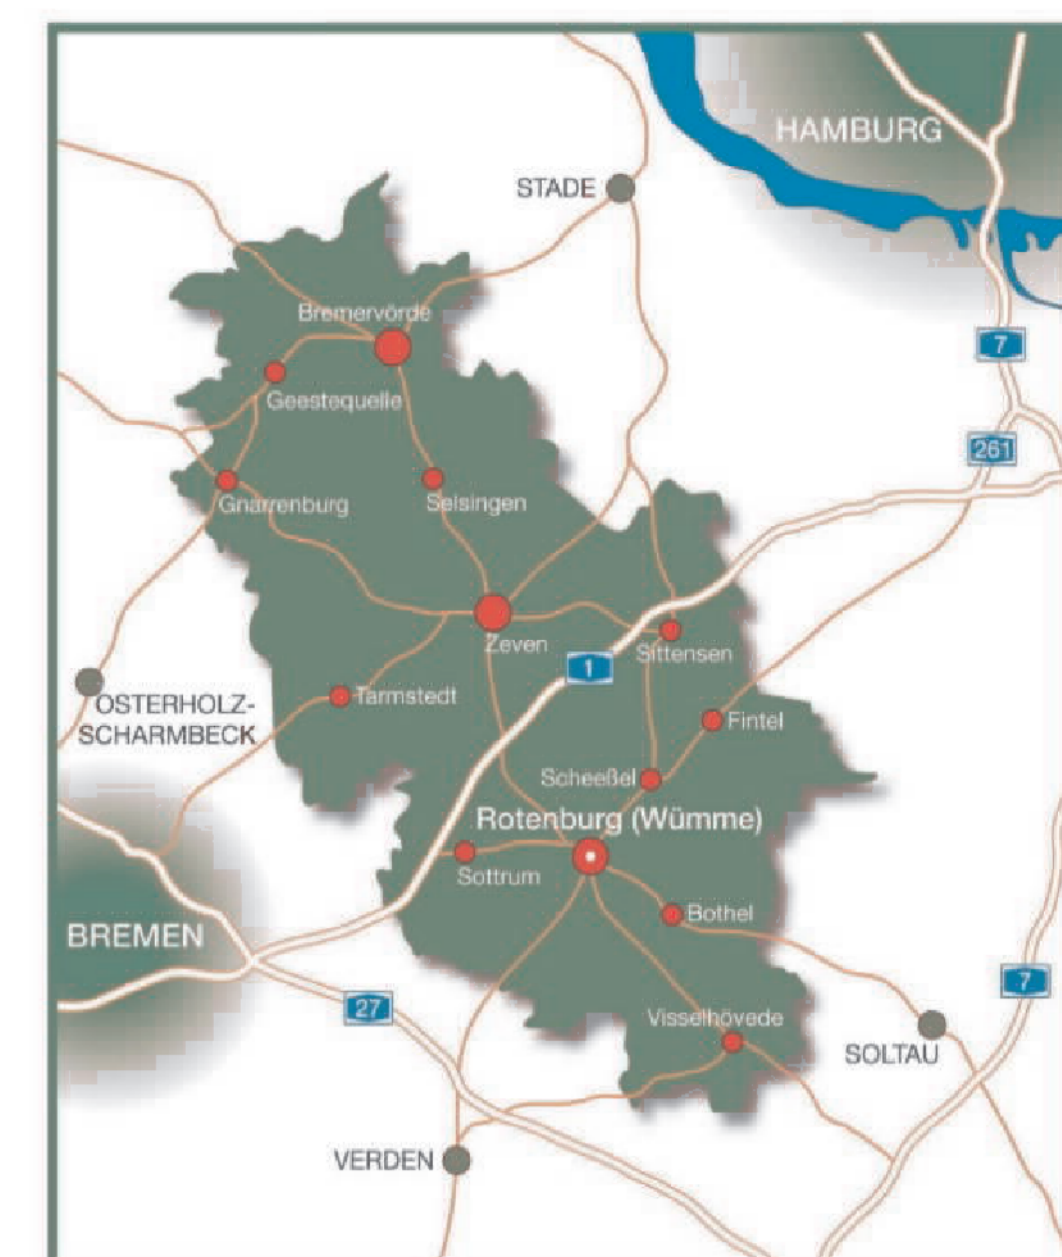 HAMBURG
STADE
Bremervörde
7
Geestequelle
261
Gnarrenburg
Selsingen
Zeven
Sittensen
1
OSTERHOLZ-
SCHARMBECK
Tarmstedt
Fintel
Scheeßel
Rotenburg (Wümme)
Sottrum
Bothel
BREMEN
27
7
Visselhövede
SOLTAU
VERDEN